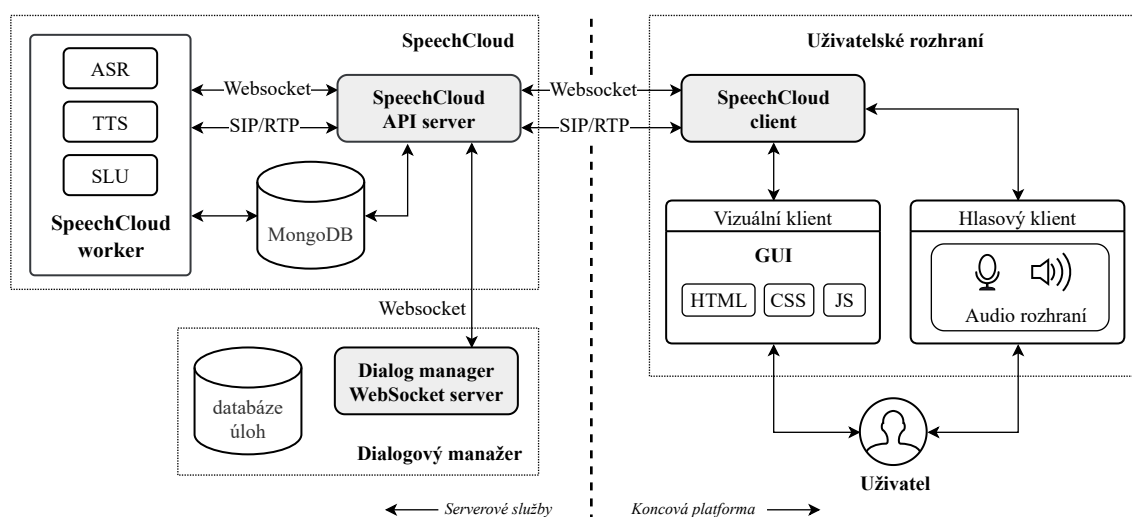 SpeechCloud
ASR
TTS
SLU
SpeechCloud
worker
Websocket
SIP/RTP
SpeechCloud
API server
MongoDB
Websocket
SIP/RTP
Websocket
databáze
úloh
Dialog manager
WebSocket server
Dialogový manažer
Uživatelské rozhraní
SpeechCloud
client
Vizuální klient
GUI
HTML
CSS
JS
Hlasový klient
Audio rozhraní
Uživatel
Serverové služby
Koncová platforma